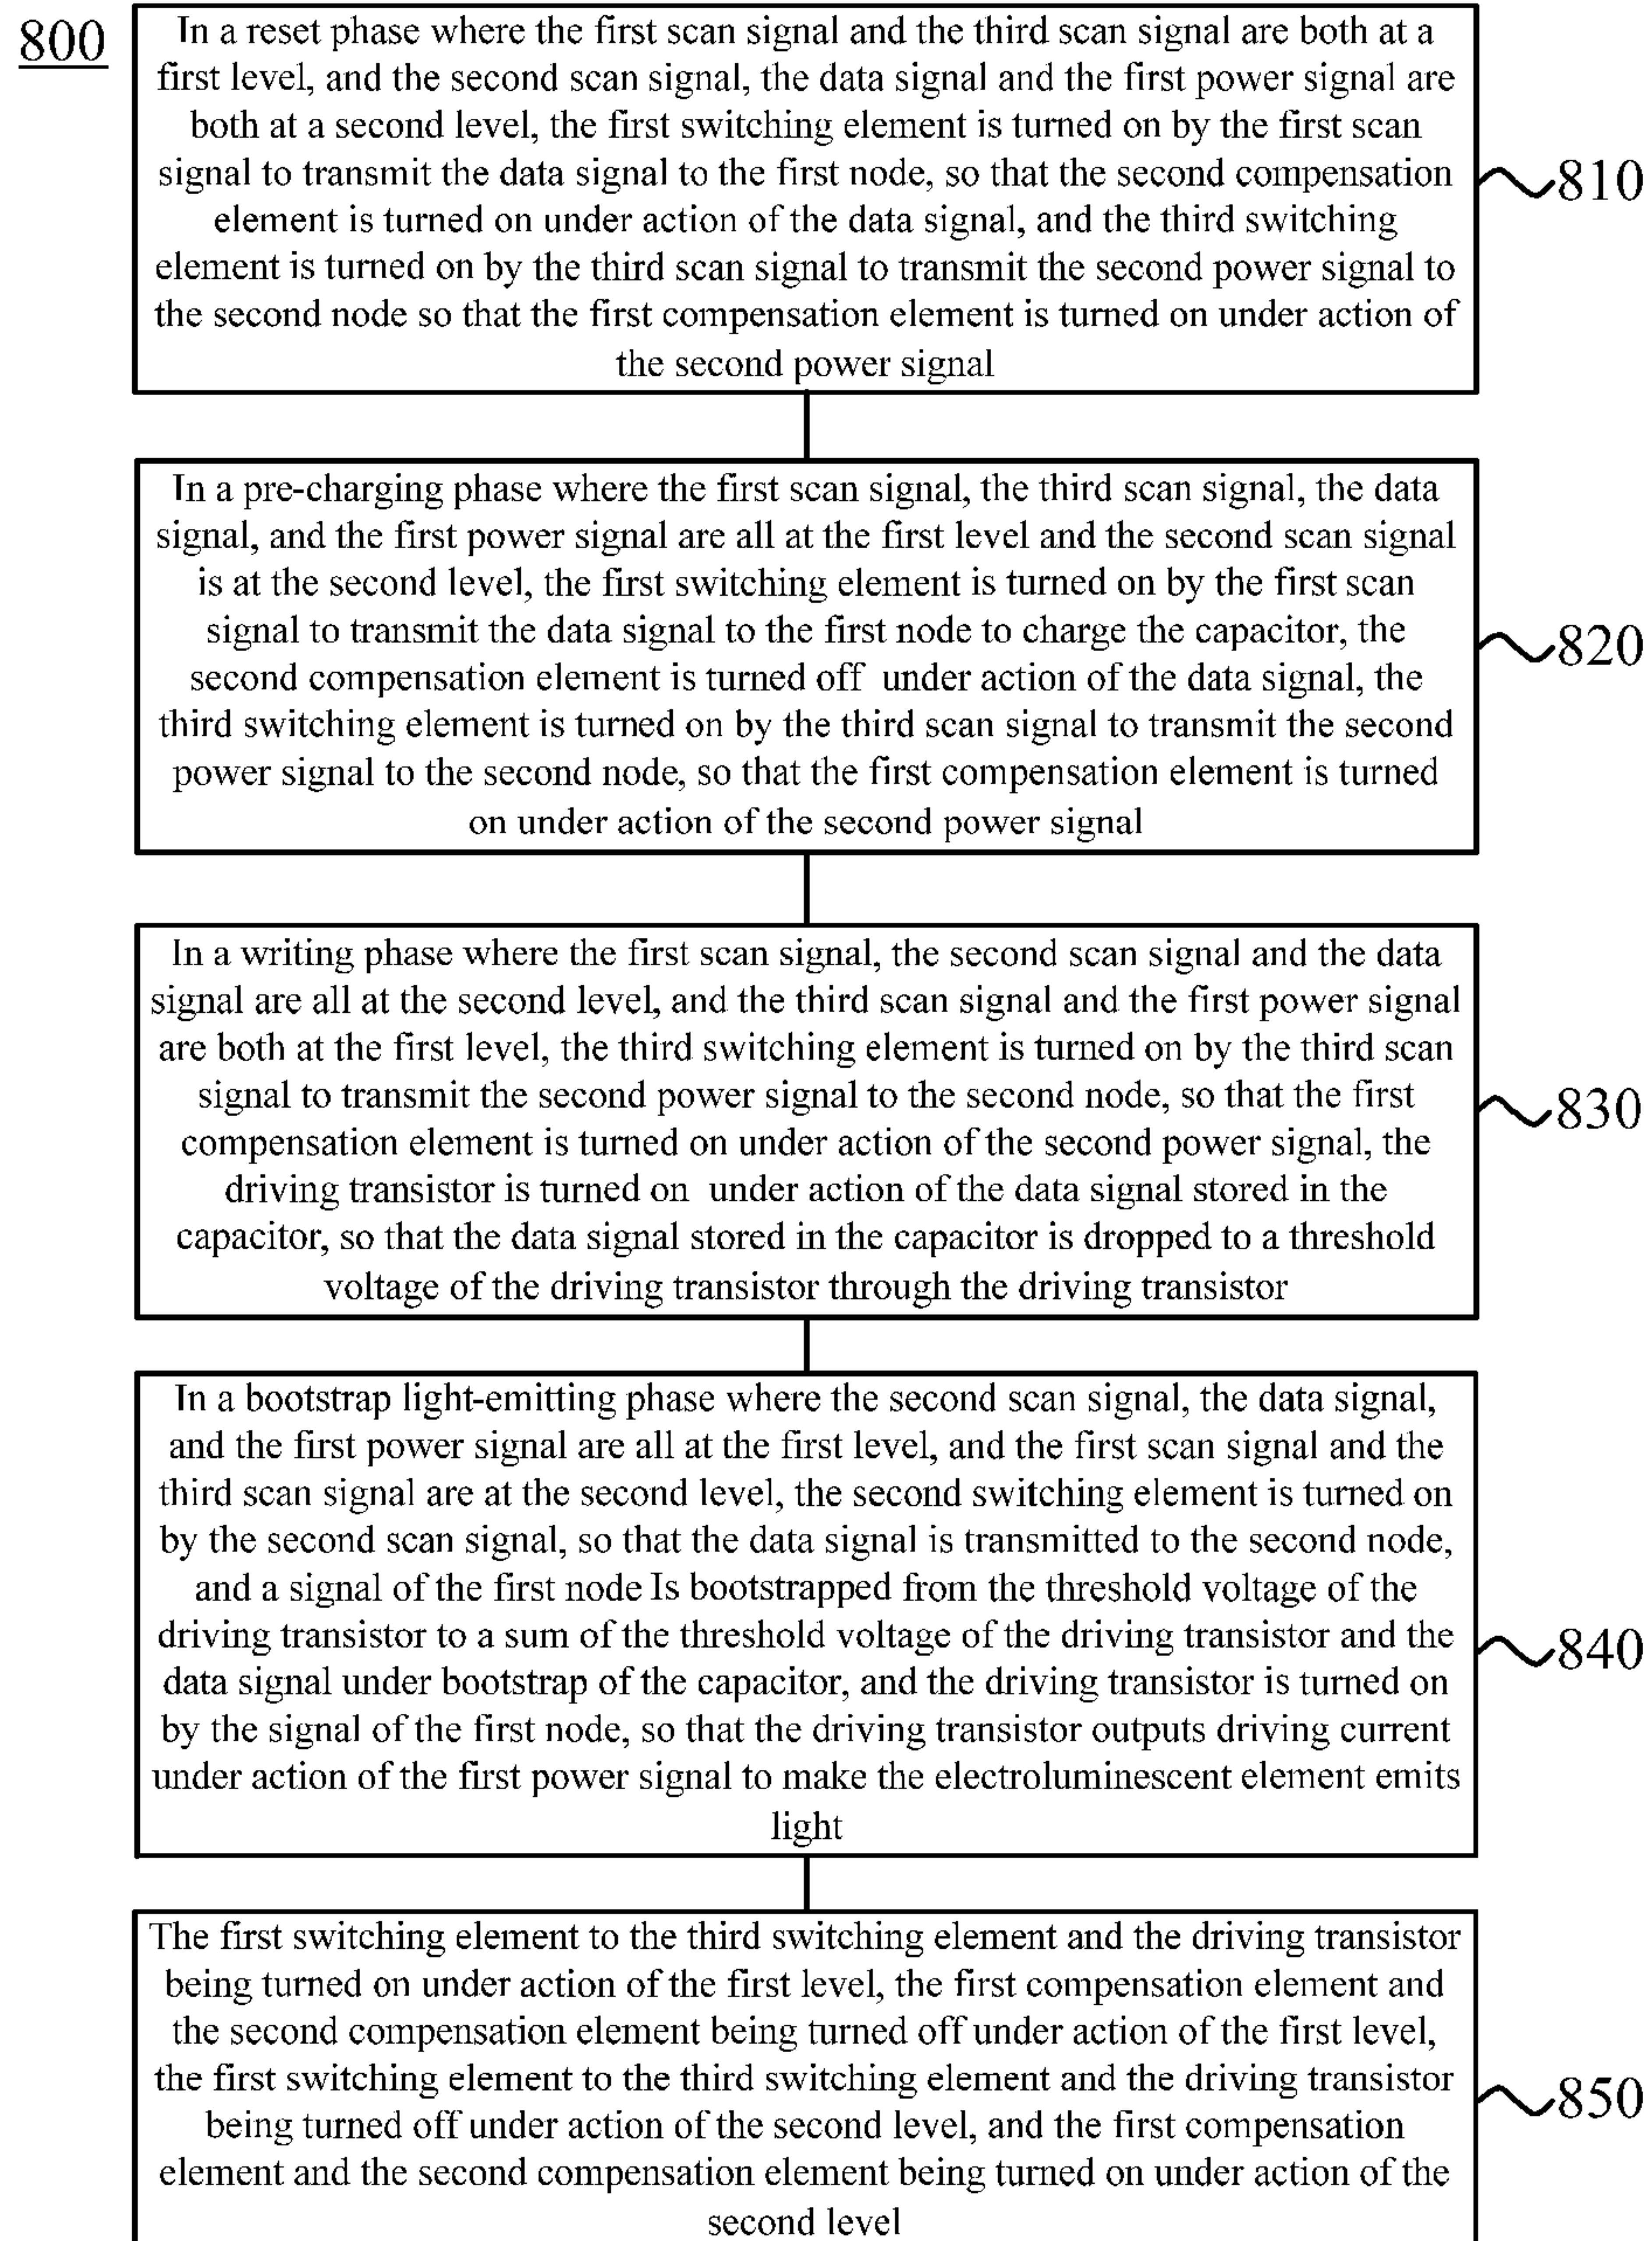 800
In a reset phase where the first scan signal and the third scan signal are both at a
first level, and the second scan signal, the data signal and the first power signal are
both at a second level, the first switching element is turned on by the first scan
signal to transmit the data signal to the first node, so that the second compensation
element is turned on under action of the data signal, and the third switching
element is turned on by the third scan signal to transmit the second power signal to
the second node so that the first compensation element is turned on under action of
the second power signal
810
In a pre-charging phase where the first scan signal, the third scan signal, the data
signal, and the first power signal are all at the first level and the second scan signal
is at the second level, the first switching element is turned on by the first scan
signal to transmit the data signal to the first node to charge the capacitor, the
second compensation element is turned off under action of the data signal, the
third switching element is turned on by the third scan signal to transmit the second
power signal to the second node, so that the first compensation element is turned
on under action of the second power signal
820
In a writing phase where the first scan signal, the second scan signal and the data
signal are all at the second level, and the third scan signal and the first power signal
are both at the first level, the third switching element is turned on by the third scan
signal to transmit the second power signal to the second node, so that the first
compensation element is turned on under action of the second power signal, the
driving transistor is turned on under action of the data signal stored in the
capacitor, so that the data signal stored in the capacitor is dropped to a threshold
voltage of the driving transistor through the driving transistor
830
In a bootstrap light-emitting phase where the second scan signal, the data signal,
and the first power signal are all at the first level, and the first scan signal and the
third scan signal are at the second level, the second switching element is turned on
by the second scan signal, so that the data signal is transmitted to the second node,
and a signal of the first node Is bootstrapped from the threshold voltage of the
driving transistor to a sum of the threshold voltage of the driving transistor and the
data signal under bootstrap of the capacitor, and the driving transistor is turned on
by the signal of the first node, so that the driving transistor outputs driving current
under action of the first power signal to make the electroluminescent element emits
light
840
The first switching element to the third switching element and the driving transistor
being turned on under action of the first level, the first compensation element and
the second compensation element being turned off under action of the first level,
the first switching element to the third switching element and the driving transistor
being turned off under action of the second level, and the first compensation
element and the second compensation element being turned on under action of the
second level
850